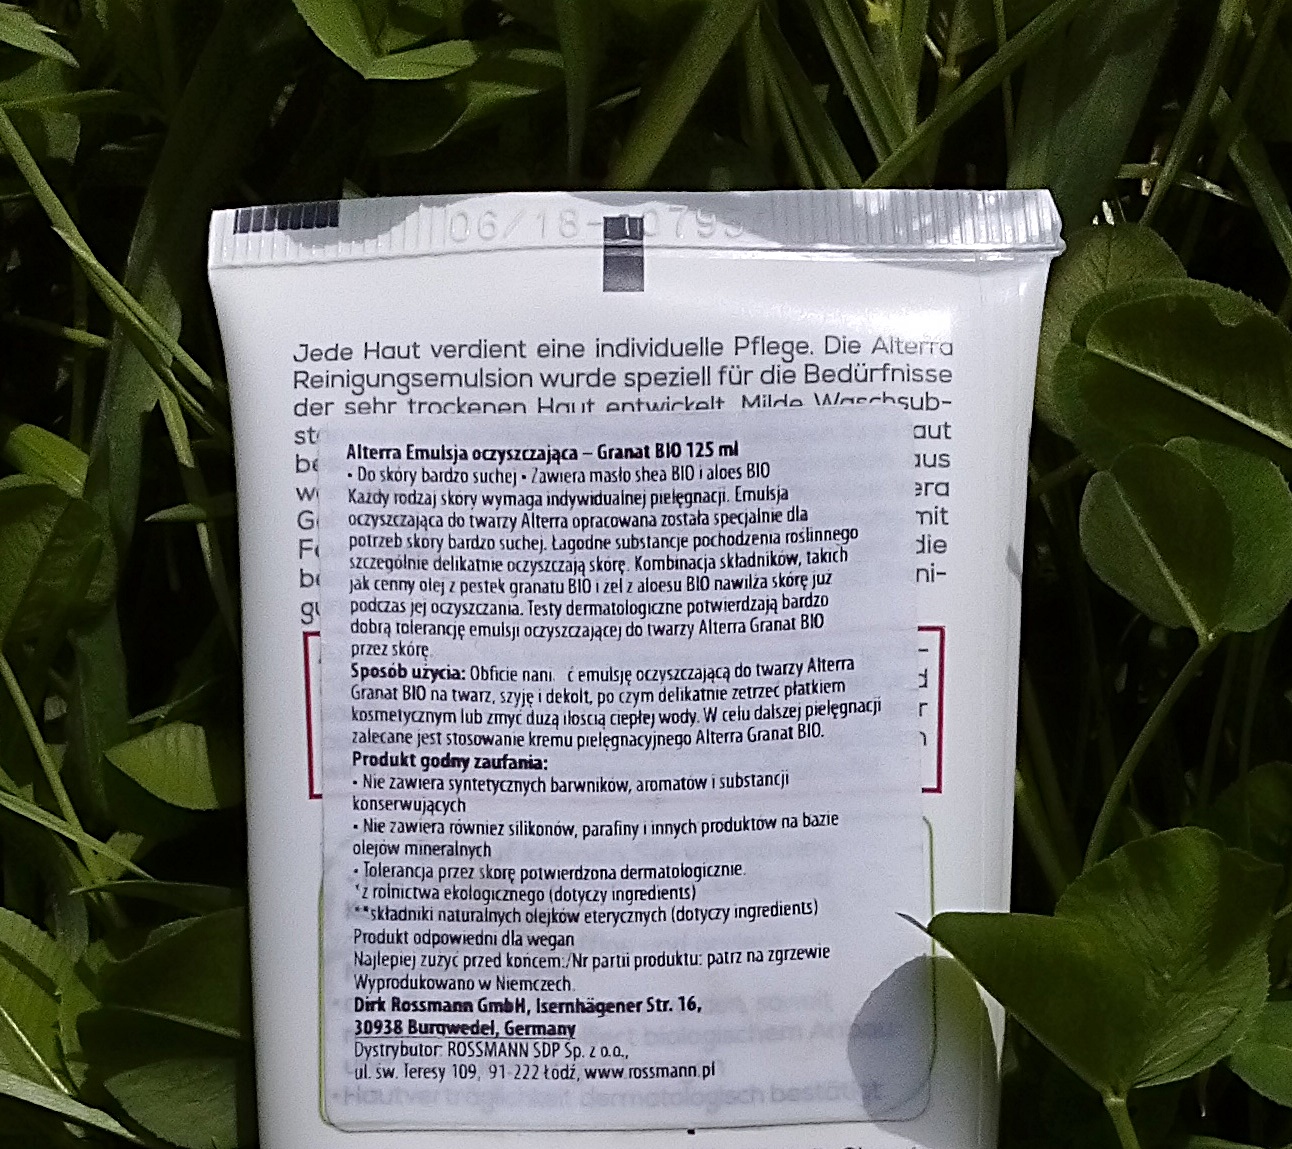 06/18-10795
Jede Haut verdient eine individuelle Pflege. Die Alterra
Reinigungsemulsion wurde speziell für die Bedürfnisse
der sehr trockenen Haut entwickelt. Milde Waschsub-
Alterra Emulsja oczyszczająca – Granat BIO 125 ml
• Do skóry bardzo suchej • Zawiera masło shea BIO i aloes BIO
Każdy rodzaj skóry wymaga indywidualnej pielęgnacji. Emulsja
oczyszczająca do twarzy Alterra opracowana została specjalnie dla
potrzeb skóry bardzo suchej. Łagodne substancje pochodzenia roślinnego
szczególnie delikatnie oczyszczają skórę. Kombinacja składników, takich
jak cenny olej z pestek granatu BIO i żel z aloesu BIO nawilża skórę już
podczas jej oczyszczania. Testy dermatologiczne potwierdzają bardzo
dobrą tolerancję emulsji oczyszczającej do twarzy Alterra Granat BIO
przez skórę.
Sposób użycia: Obficie nani ć emulsję oczyszczającą do twarzy Alterra
Granat BIO na twarz, szyję i dekolt, po czym delikatnie zetrzeć płatkiem
kosmetycznym lub zmyć dużą ilością ciepłej wody. W celu dalszej pielęgnacji
zalecane jest stosowanie kremu pielęgnacyjnego Alterra Granat BIO.
Produkt godny zaufania:
• Nie zawiera syntetycznych barwników, aromatów i substancji
konserwujących
• Nie zawiera również silikonów, parafiny i innych produktów na bazie
olejów mineralnych
• Tolerancja przez skórę potwierdzona dermatologicznie.
*z rolnictwa ekologicznego (dotyczy ingredients)
**składniki naturalnych olejków eterycznych (dotyczy ingredients)
Produkt odpowiedni dla wegan
Najlepiej zużyć przed końcem:/Nr partii produktu: patrz na zgrzewie
Wyprodukowano w Niemczech.
Dirk Rossmann GmbH, Isernhägener Str. 16,
30938 Burgwedel, Germany
Dystrybutor: ROSSMANN SDP Sp. z o.o.,
ul. św. Teresy 109, 91-222 Łódź, www.rossmann.pl
• Hautverträglichkeit dermatologisch bestätigt